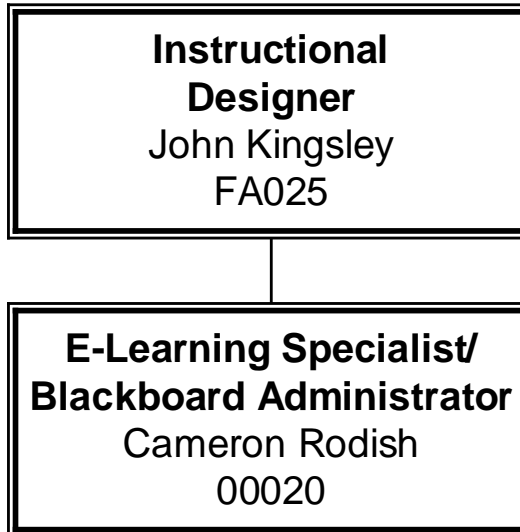 Instructional
Designer
John Kingsley
FA025
E-Learning Specialist/
Blackboard Administrator
Cameron Rodish
00020